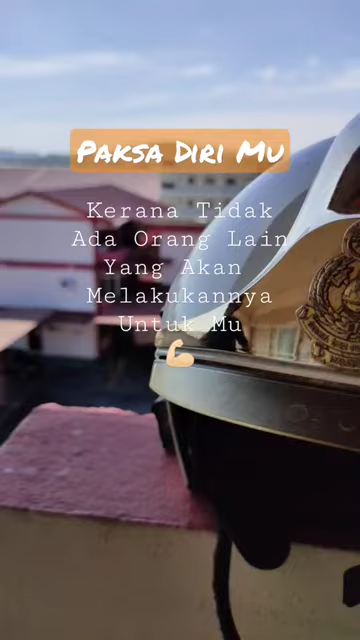 Paksa Diri Mu
Kerana Tidak
Ada Orang Lain
Yang Akan
Melakukannya
Untuk Mu
💪